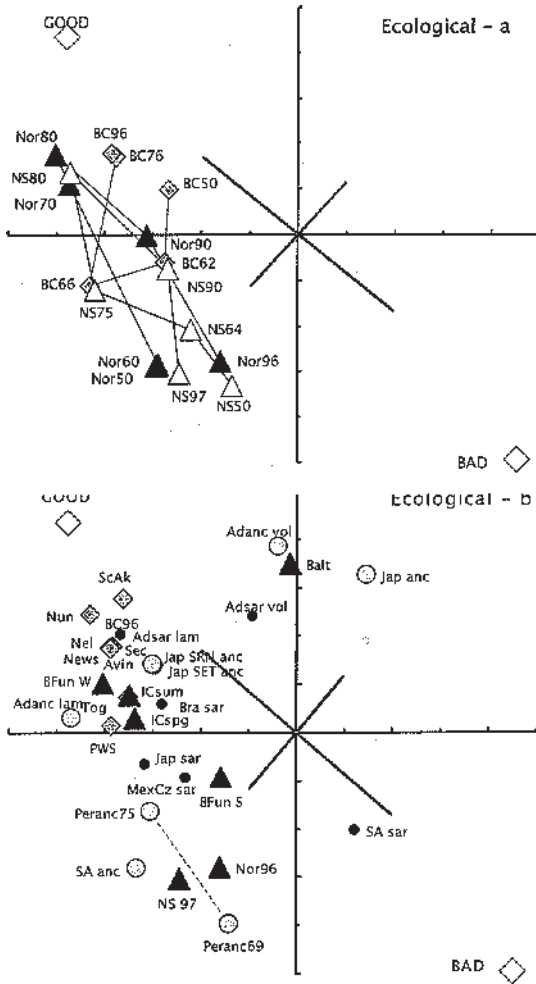 GOOD
Ecological - a
BC96
Nor80
BC76
NS80
BC50
Nor70
Nor90
BC62
BC66
NS90
NS75
NS64
Nor60
Nor96
Nor50
NS97
NS50
BAD
GOOD
Ecological - b
Adanc vol
Balt
Jap anc
ScAk
Adsar vol
Nun
BC96
Adsar lam
Nel
Sec
Jap SRN anc
News
Avin
Jap SET anc
BFun W
ICsum
Adanc lam
Tog
Bra sar
ICspg
PWS
Jap sar
MexCz sar
BFun S
Peranc75
SA sar
SA anc
Nor96
NS 97
Peranc69
BAD